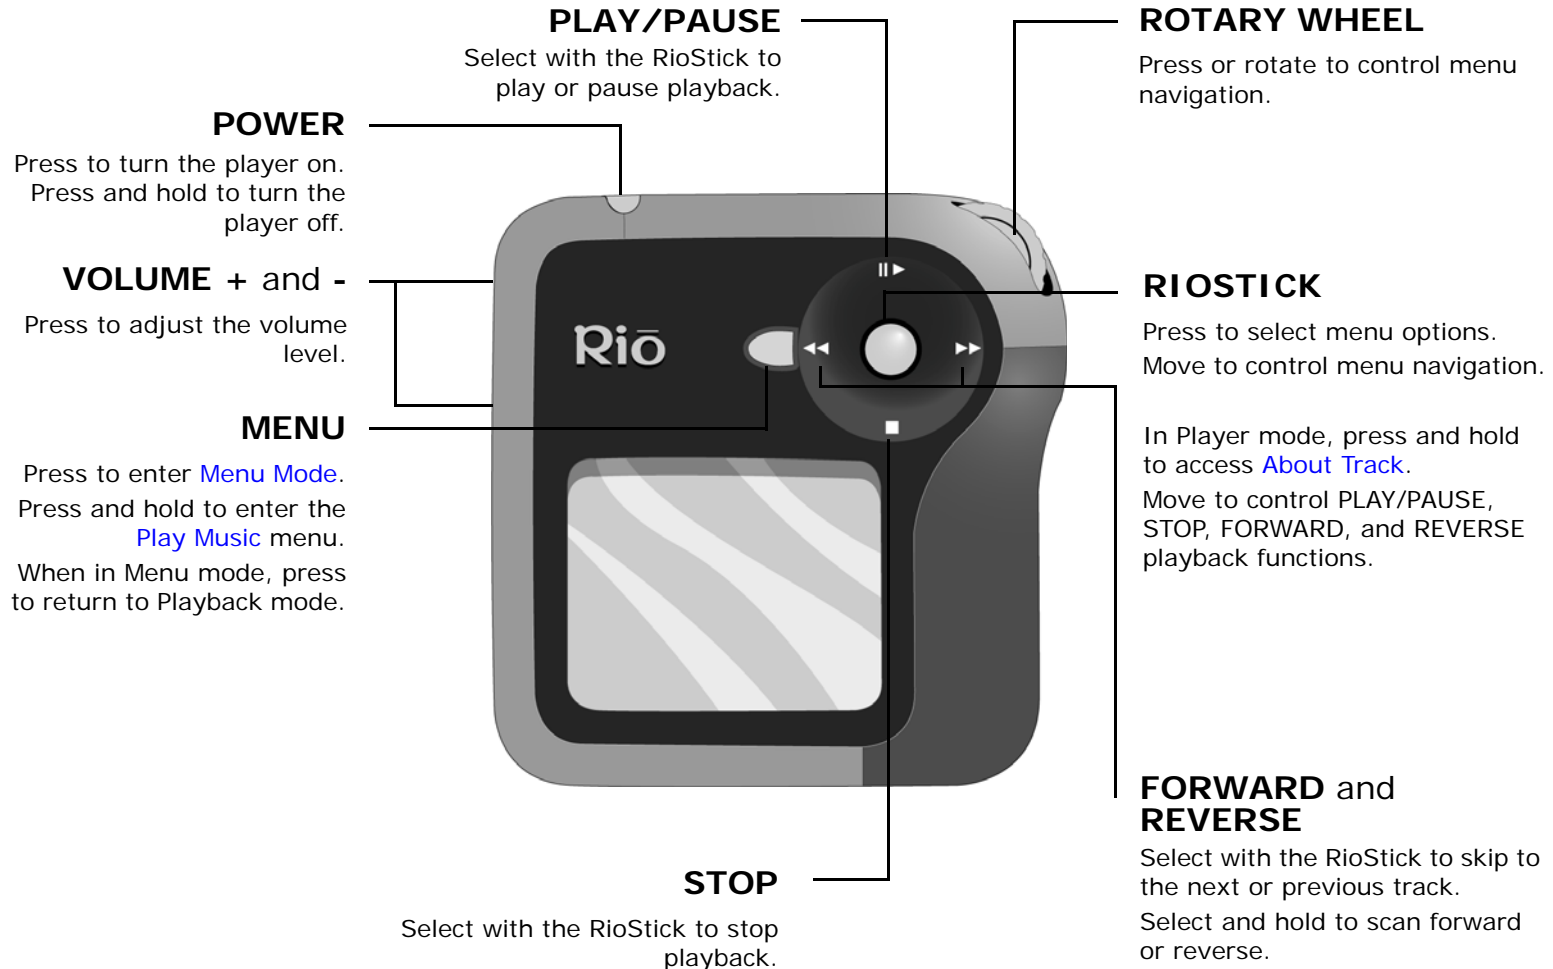 PLAY/PAUSE
Select with the RioStick to
play or pause playback.
ROTARY WHEEL
Press or rotate to control menu
navigation.
POWER
Press to turn the player on.
Press and hold to turn the
player off.
VOLUME + and -
Press to adjust the volume
level.
MENU
Press to enter Menu Mode.
Press and hold to enter the
Play Music menu.
When in Menu mode, press
to return to Playback mode.
Riō
RIOSTICK
Press to select menu options.
Move to control menu navigation.
In Player mode, press and hold
to access About Track.
Move to control PLAY/PAUSE,
STOP, FORWARD, and REVERSE
playback functions.
FORWARD and
REVERSE
Select with the RioStick to skip to
the next or previous track.
Select and hold to scan forward
or reverse.
STOP
Select with the RioStick to stop
playback.